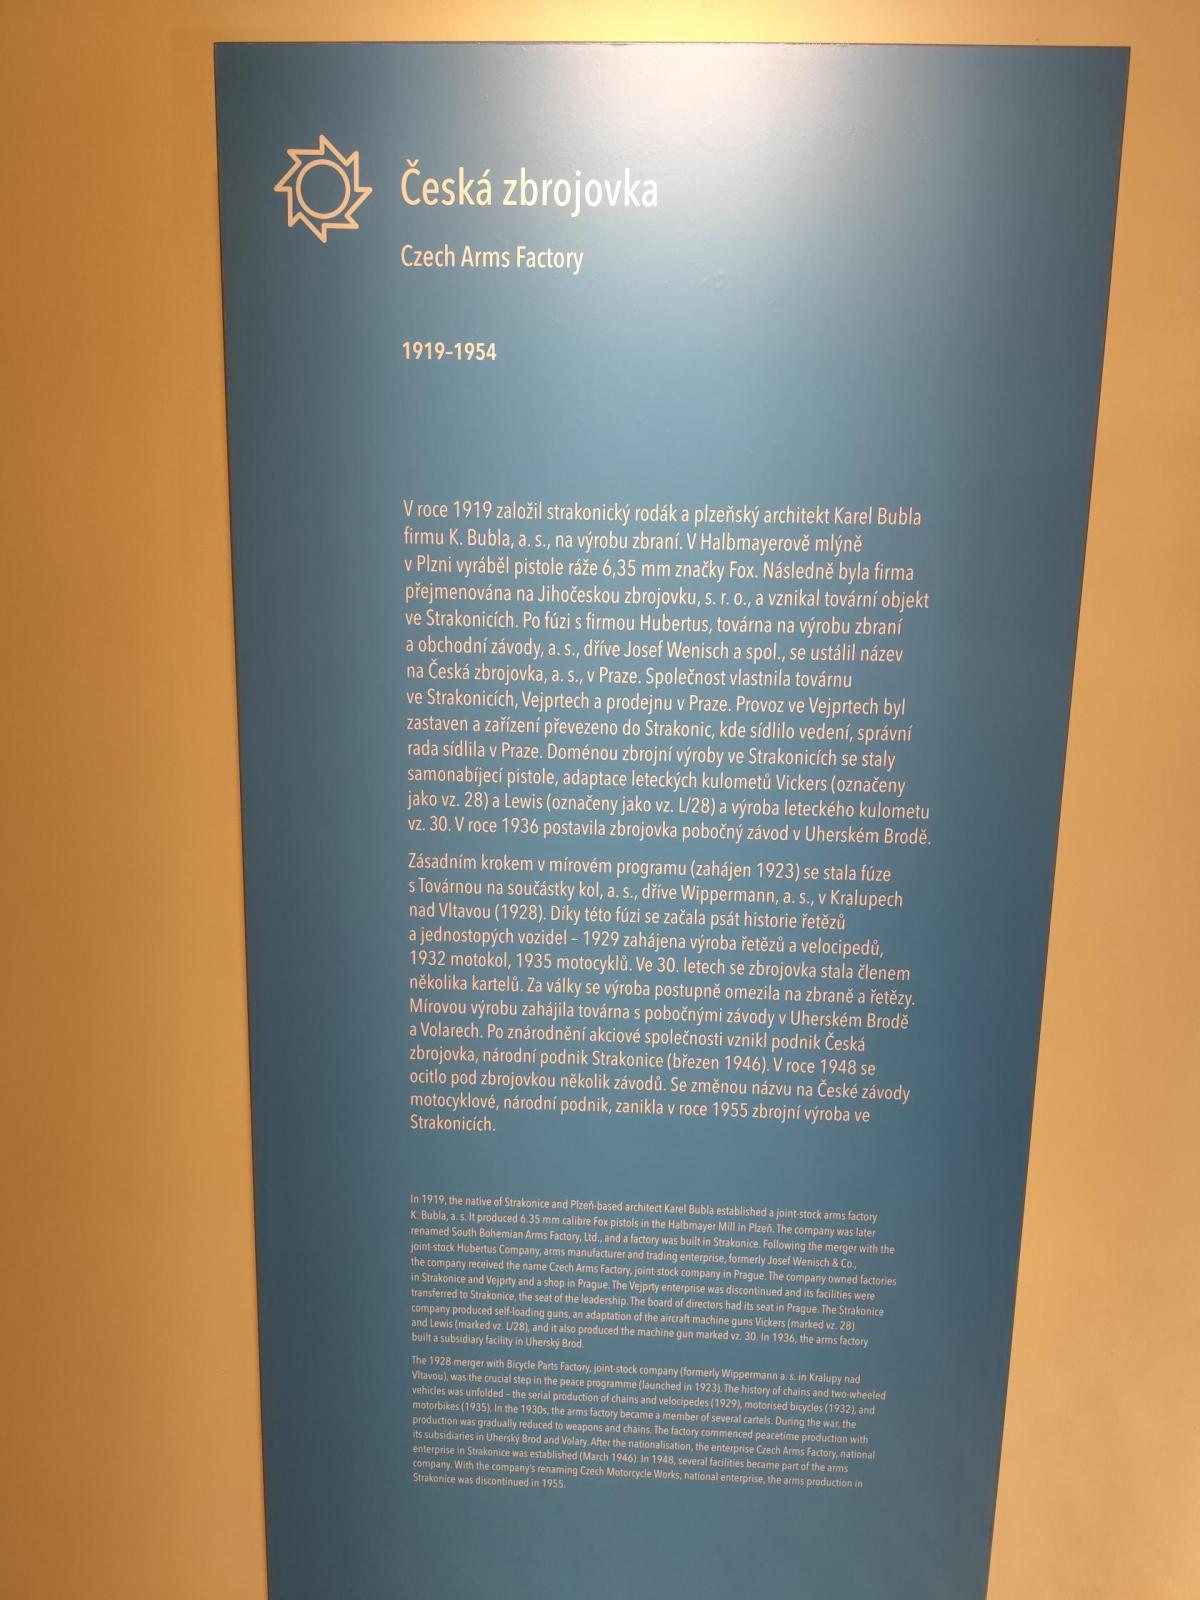 Česká zbrojovka
Czech Arms Factory
1919–1954
V roce 1919 založil strakonický rodák a plzeňský architekt Karel Bubla
firmu K. Bubla, a. s., na výrobu zbraní. V Halbmayerově mlýně
v Plzni vyráběl pistole ráže 6,35 mm značky Fox. Následně byla firma
přejmenována na Jihočeskou zbrojovku, s. r. o., a vznikal tovární objekt
ve Strakonicích. Po fúzi s firmou Hubertus, továrna na výrobu zbraní
a obchodní závody, a. s., dříve Josef Wenisch a spol., se ustálil název
na Česká zbrojovka, a. s., v Praze. Společnost vlastnila továrnu
ve Strakonicích, Vejprtech a prodejnu v Praze. Provoz ve Vejprtech byl
zastaven a zařízení převezeno do Strakonic, kde sídlilo vedení, správní
rada sídlila v Praze. Doménou zbrojní výroby ve Strakonicích se staly
samonabíjecí pistole, adaptace leteckých kulometů Vickers (označeny
jako vz. 28) a Lewis (označeny jako vz. L/28) a výroba leteckého kulometu
vz. 30. V roce 1936 postavila zbrojovka pobočný závod v Uherském Brodě.
Zásadním krokem v mírovém programu (zahájen 1923) se stala fúze
s Továrnou na součástky kol, a. s., dříve Wippermann, a. s., v Kralupech
nad Vltavou (1928). Díky této fúzi se začala psát historie řetězů
a jednostopých vozidel – 1929 zahájena výroba řetězů a velocipedů,
1932 motokol, 1935 motocyklů. Ve 30. letech se zbrojovka stala členem
několika kartelů. Za války se výroba postupně omezila na zbraně a řetězy.
Mírovou výrobu zahájila továrna s pobočnými závody v Uherském Brodě
a Volarech. Po znárodnění akciové společnosti vznikl podnik Česká
zbrojovka, národní podnik Strakonice (březen 1946). V roce 1948 se
ocitlo pod zbrojovkou několik závodů. Se změnou názvu na České závody
motocyklové, národní podnik, zanikla v roce 1955 zbrojní výroba ve
Strakonicích.
In 1919, the native of Strakonice and Plzeň-based architect Karel Bubla established a joint-stock arms factory
K. Bubla, a. s. It produced 6.35 mm calibre Fox pistols in the Halbmayer Mill in Plzeň. The company was later
renamed South Bohemian Arms Factory, Ltd., and a factory was built in Strakonice. Following the merger with the
joint-stock Hubertus Company, arms manufacturer and trading enterprise, formerly Josef Wenisch & Co.,
the company received the name Czech Arms Factory, joint-stock company in Prague. The company owned factories
in Strakonice and Vejprty and a shop in Prague. The Vejprty enterprise was discontinued and its facilities were
transferred to Strakonice, the seat of the leadership. The board of directors had its seat in Prague. The Strakonice
company produced self-loading guns, an adaptation of the aircraft machine guns Vickers (marked vz. 28)
and Lewis (marked vz. L/28), and it also produced the machine gun marked vz. 30. In 1936, the arms factory
built a subsidiary facility in Uherský Brod.
The 1928 merger with Bicycle Parts Factory, joint-stock company (formerly Wippermann a. s. in Kralupy nad
Vltavou), was the crucial step in the peace programme (launched in 1923). The history of chains and two-wheeled
vehicles was unfolded – the serial production of chains and velocipedes (1929), motorised bicycles (1932), and
motorbikes (1935). In the 1930s, the arms factory became a member of several cartels. During the war, the
production was gradually reduced to weapons and chains. The factory commenced peacetime production with
its subsidiaries in Uherský Brod and Volary. After the nationalisation, the enterprise Czech Arms Factory, national
enterprise in Strakonice was established (March 1946). In 1948, several facilities became part of the arms
company. With the company's renaming Czech Motorcycle Works, national enterprise, the arms production in
Strakonice was discontinued in 1955.